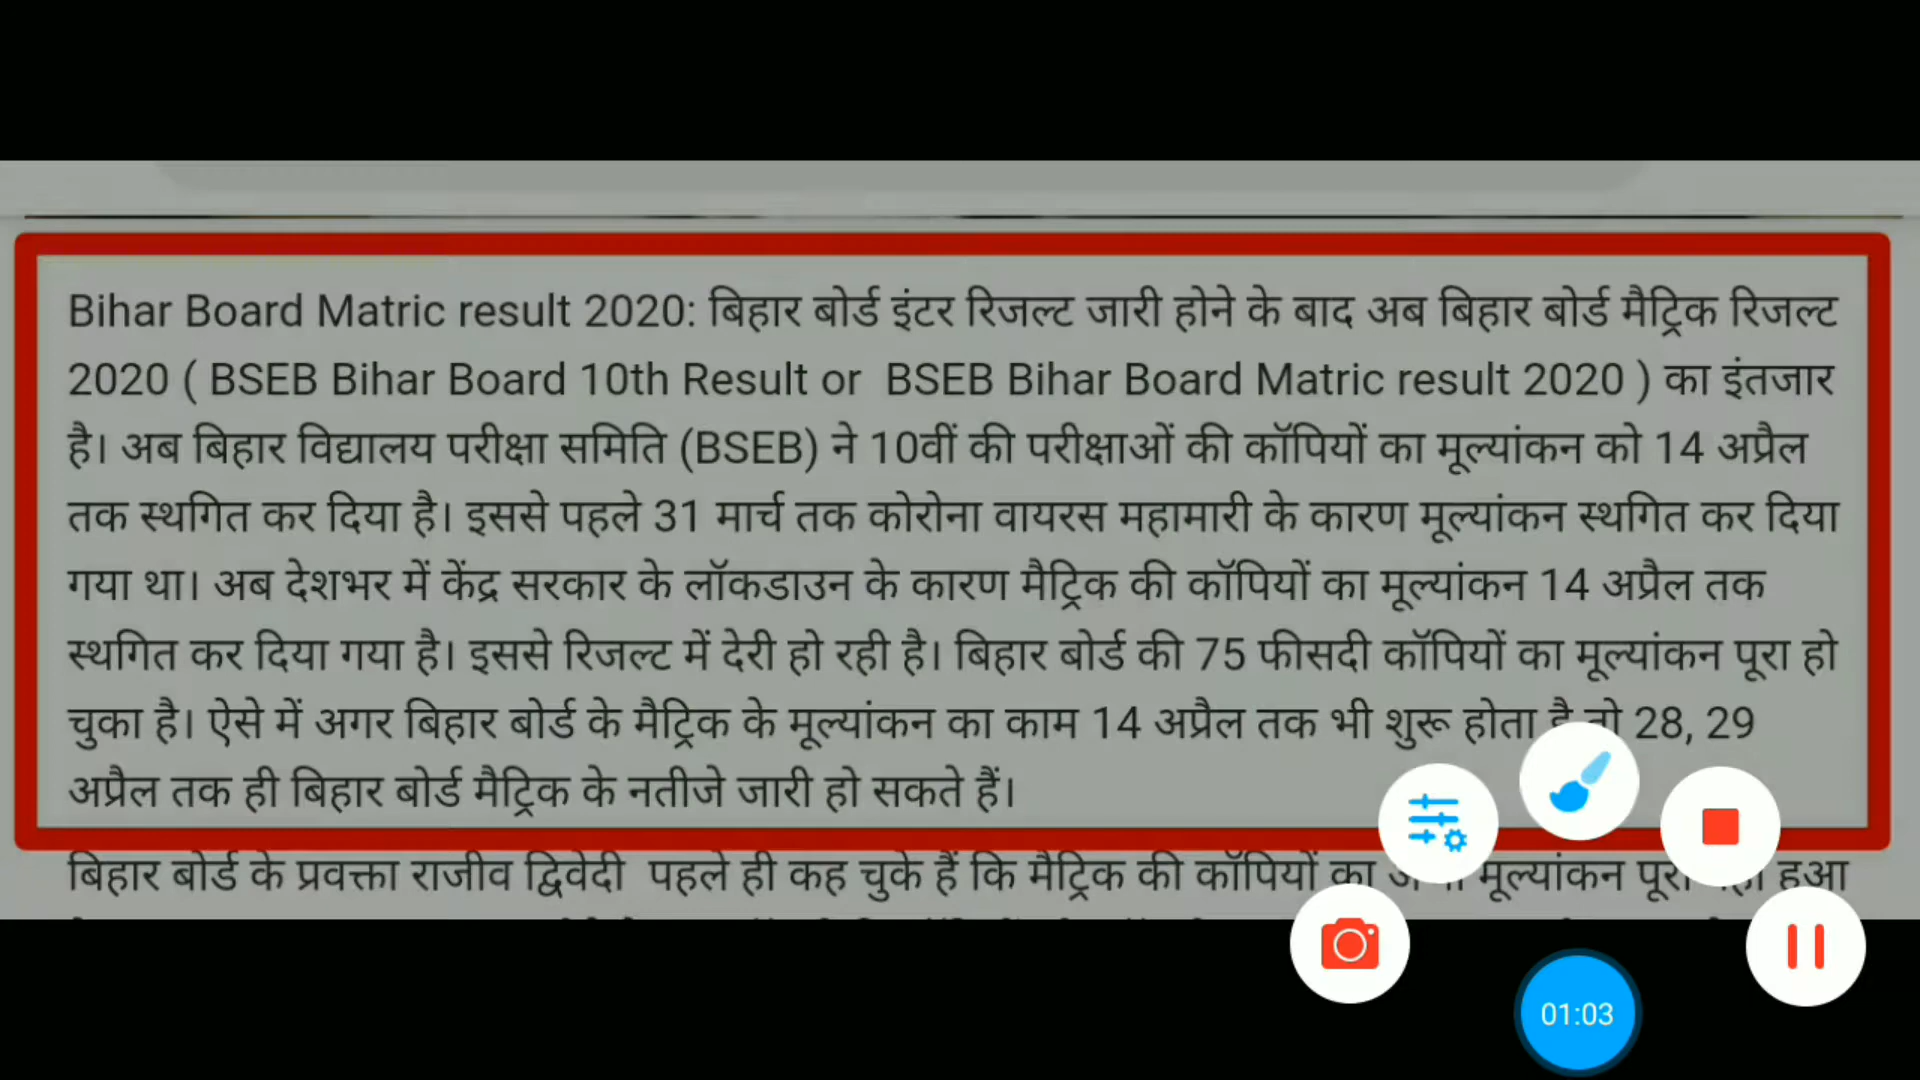 Bihar Board Matric result 2020: बिहार बोर्ड इंटर रिजल्ट जारी होने के बाद अब बिहार बोर्ड मैट्रिक रिजल्ट
2020 ( BSEB Bihar Board 10th Result or BSEB Bihar Board Matric result 2020 ) का इंतजार
है। अब बिहार विद्यालय परीक्षा समिति (BSEB) ने 10वीं की परीक्षाओं की कॉपियों का मूल्यांकन को 14 अप्रैल
तक स्थगित कर दिया है। इससे पहले 31 मार्च तक कोरोना वायरस महामारी के कारण मूल्यांकन स्थगित कर दिया
गया था। अब देशभर में केंद्र सरकार के लॉकडाउन के कारण मैट्रिक की कॉपियों का मूल्यांकन 14 अप्रैल तक
स्थगित कर दिया गया है। इससे रिजल्ट में देरी हो रही है। बिहार बोर्ड की 75 फीसदी कॉपियों का मूल्यांकन पूरा हो
चुका है। ऐसे में अगर बिहार बोर्ड के मैट्रिक के मूल्यांकन का काम 14 अप्रैल तक भी शुरू होता है तो 28, 29
अप्रैल तक ही बिहार बोर्ड मैट्रिक के नतीजे जारी हो सकते हैं।
बिहार बोर्ड के प्रवक्ता राजीव द्विवेदी पहले ही कह चुके हैं कि मैट्रिक की कॉपियों का मूल्यांकन हुआ
01:03